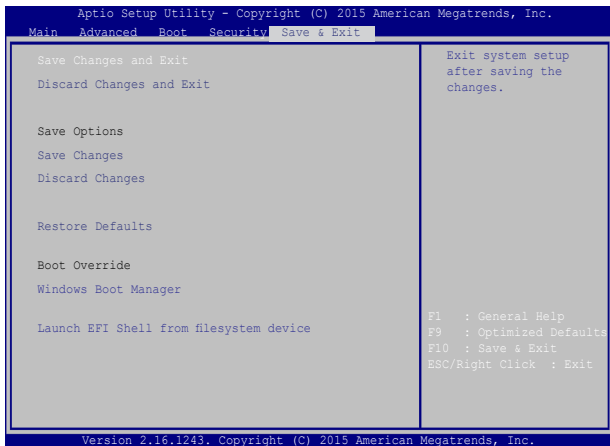 Aptio Setup Utility - Copyright (C) 2015 American Megatrends, Inc.
Main Advanced Boot Security Save & Exit
Save Changes and Exit
Discard Changes and Exit
Save Options
Save Changes
Discard Changes
Restore Defaults
Boot Override
Windows Boot Manager
Launch EFI Shell from filesystem device
Exit system setup
after saving the
changes.
F1 : General Help
F9 : Optimized Defaults
F10 : Save & Exit
ESC/Right Click : Exit
Version 2.16.1243. Copyright (C) 2015 American Megatrends, Inc.